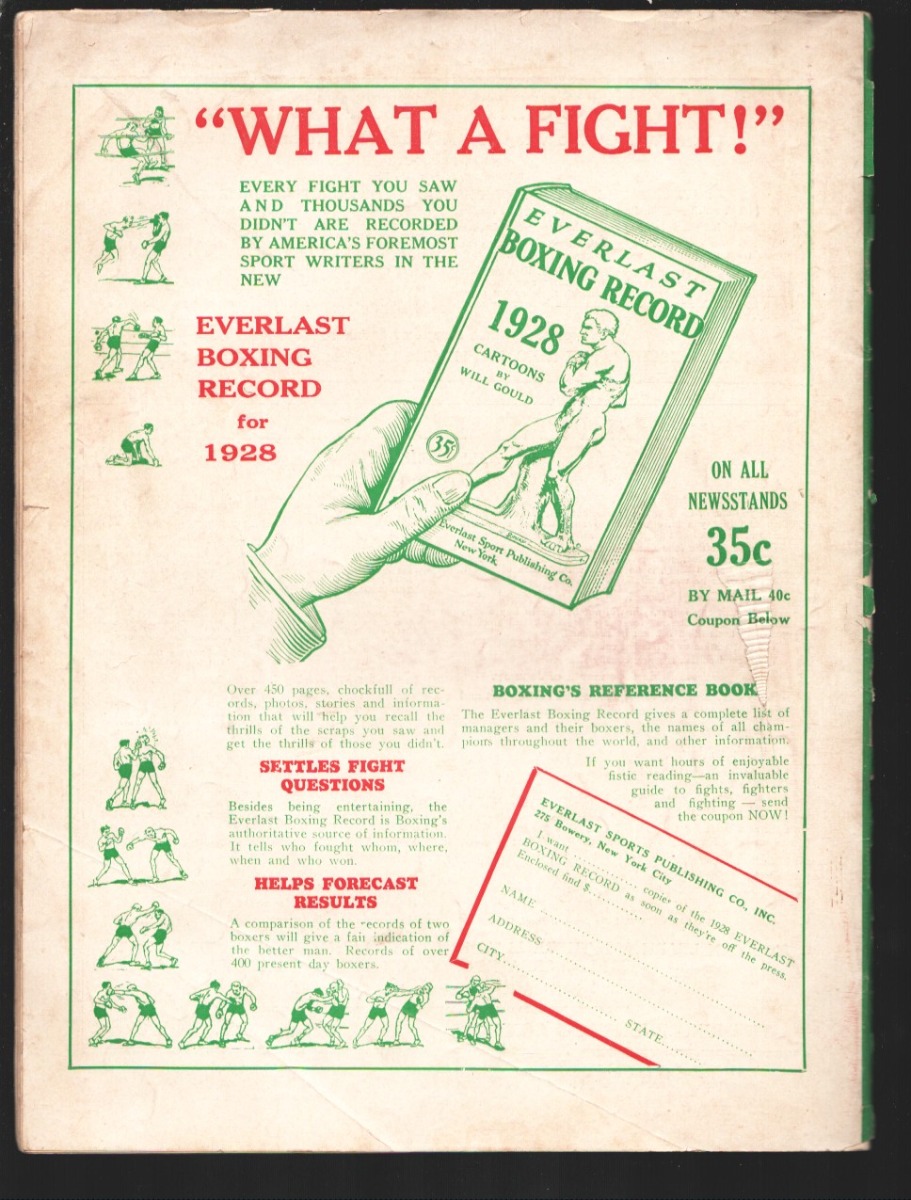 “WHAT A FIGHT!”
EVERY FIGHT YOU SAW
AND THOUSANDS YOU
DIDN'T ARE RECORDED
BY AMERICA'S FOREMOST
SPORT WRITERS IN THE
NEW
EVERLAST
BOXING
RECORD
for
1928
EVERLAST
BOXING RECORD
1928
CARTOONS
BY
WILL GOULD
35¢
Everlast Sport Publishing Co.
New York
ON ALL
NEWSSTANDS
35c
BY MAIL 40c
Coupon Below
Over 450 pages, chockfull of rec-
ords, photos, stories and informa-
tion that will help you recall the
thrills of the scraps you saw and
get the thrills of those you didn't.
SETTLES FIGHT
QUESTIONS
Besides being entertaining, the
Everlast Boxing Record is Boxing's
authoritative source of information.
It tells who fought whom, where,
when and who won.
HELPS FORECAST
RESULTS
A comparison of the records of two
boxers will give a fair indication of
the better man. Records of over
400 present day boxers.
BOXING'S REFERENCE BOOK
The Everlast Boxing Record gives a complete list of
managers and their boxers, the names of all cham-
pions throughout the world, and other information.
If you want hours of enjoyable
fistic reading—an invaluable
guide to fights, fighters
and fighting — send
the coupon NOW!
EVERLAST SPORTS PUBLISHING CO., INC.
275 Bowery, New York City
I want ............ copies of the 1928 EVERLAST
BOXING RECORD as soon as they're off the press.
Enclosed find $............
NAME
ADDRESS
CITY
STATE